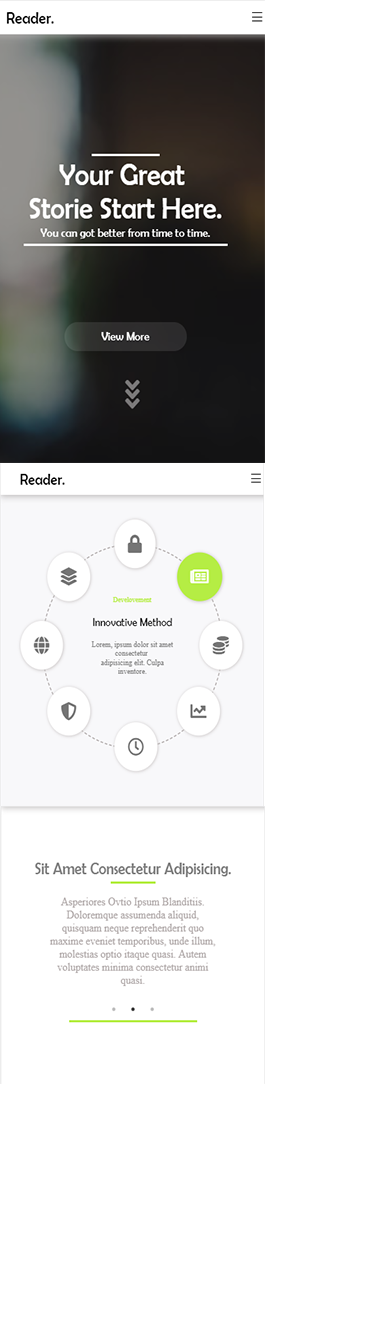 Reader.
Your Great
Storie Start Here.
You can got better from time to time.
View More
Reader.
Develevement
Innovative Method
Lorem, ipsum dolor sit amet
consectetur
adipisicing elit. Culpa
inventore.
Sit Amet Consectetur Adipisicing.
Asperiores Ovtio Ipsum Blanditiis.
Doloremque assumenda aliquid,
quisquam neque reprehenderit quo
maxime eveniet temporibus, unde illum,
molestias optio itaque quasi. Autem
voluptates minima consectetur animi
quasi.